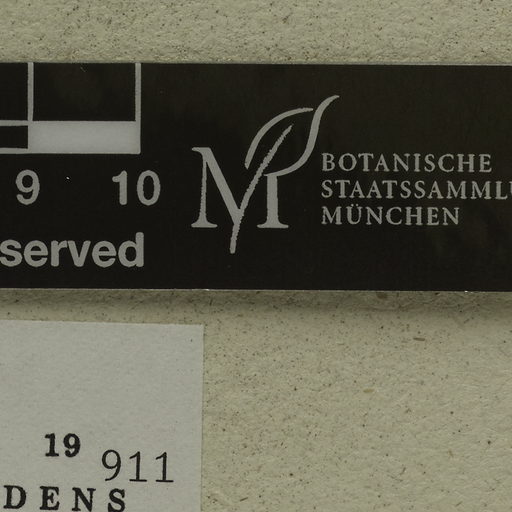 9 10
served
BOTANISCHE
STAATSSAMMLU
MÜNCHEN
19 911
DENS